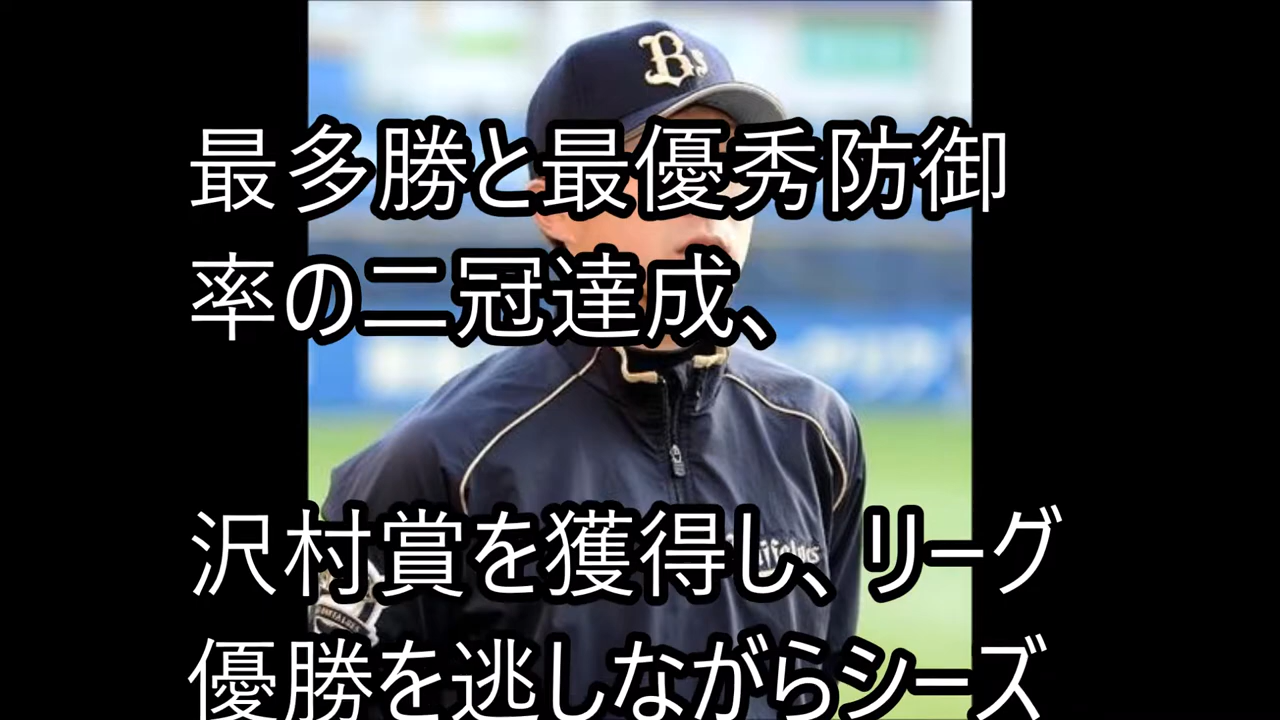 Bs
最多勝と最優秀防御
率の二冠達成、
沢村賞を獲得し、リーグ
優勝を逃しながらシーズ